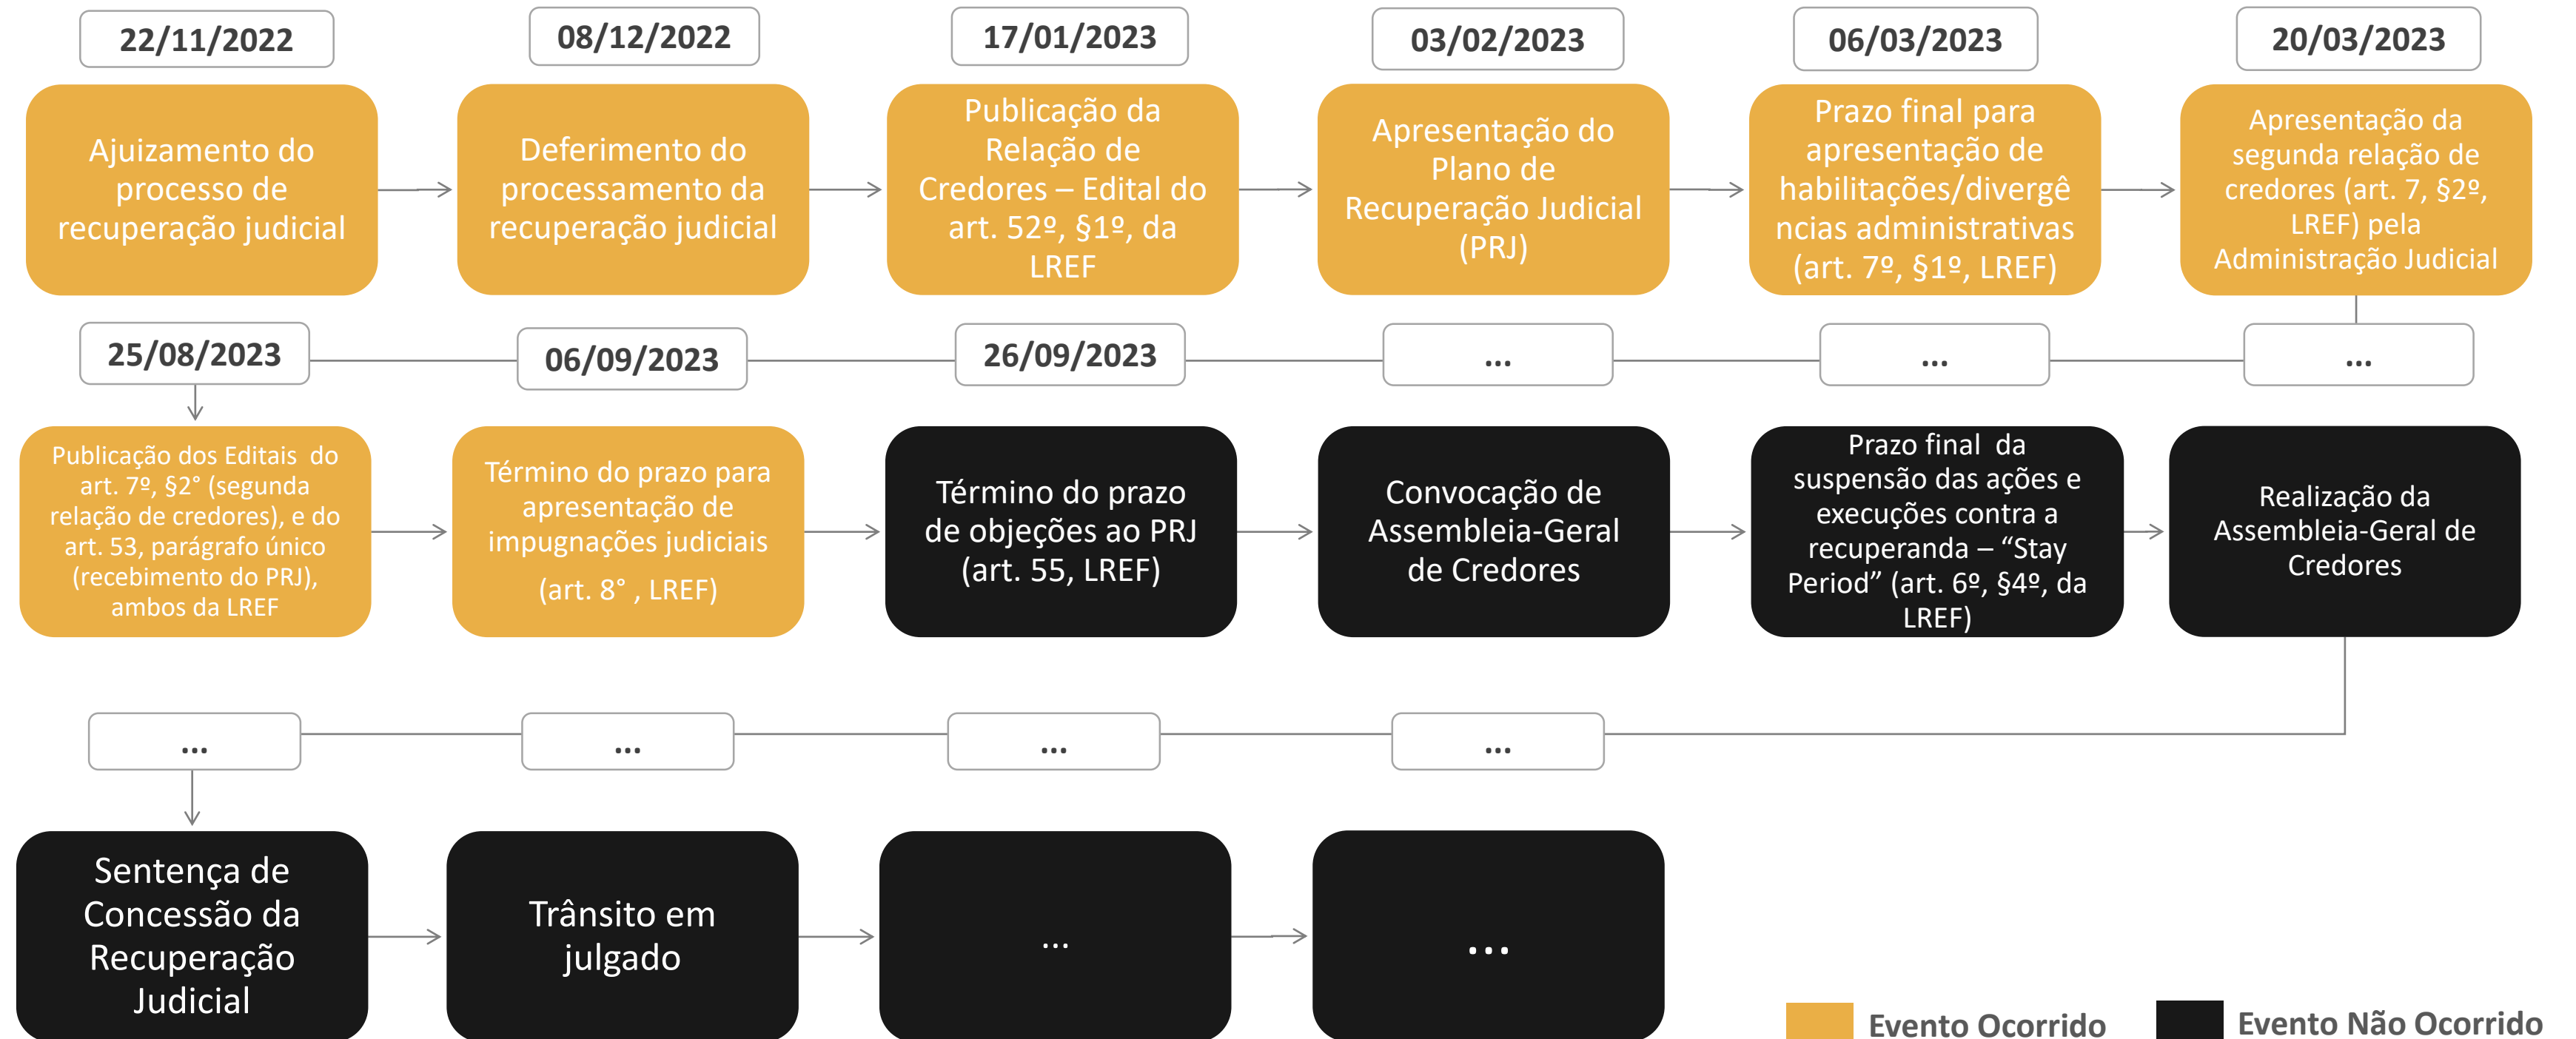 22/11/2022
08/12/2022
17/01/2023
03/02/2023
06/03/2023
20/03/2023
Ajuizamento do
processo de
recuperação judicial
Deferimento do
processamento da
recuperação judicial
Publicação da
Relação de
Credores – Edital do
art. 52º, §1º, da
LREF
Apresentação do
Plano de
Recuperação Judicial
(PRJ)
Prazo final para
apresentação de
habilitações/divergê
ncias administrativas
(art. 7º, §1º, LREF)
Apresentação da
segunda relação de
credores (art. 7, §2º,
LREF) pela
Administração Judicial
25/08/2023
06/09/2023
26/09/2023
...
...
...
Publicação dos Editais do
art. 7º, §2° (segunda
relação de credores), e do
art. 53, parágrafo único
(recebimento do PRJ),
ambos da LREF
Término do prazo para
apresentação de
impugnações judiciais
(art. 8° , LREF)
Término do prazo
de objeções ao PRJ
(art. 55, LREF)
Convocação de
Assembleia-Geral
de Credores
Prazo final da
suspensão das ações e
execuções contra a
recuperanda – “Stay
Period” (art. 6º, §4º, da
LREF)
Realização da
Assembleia-Geral de
Credores
...
...
...
...
Sentença de
Concessão da
Recuperação
Judicial
Trânsito em
julgado
...
...
Evento Ocorrido
Evento Não Ocorrido